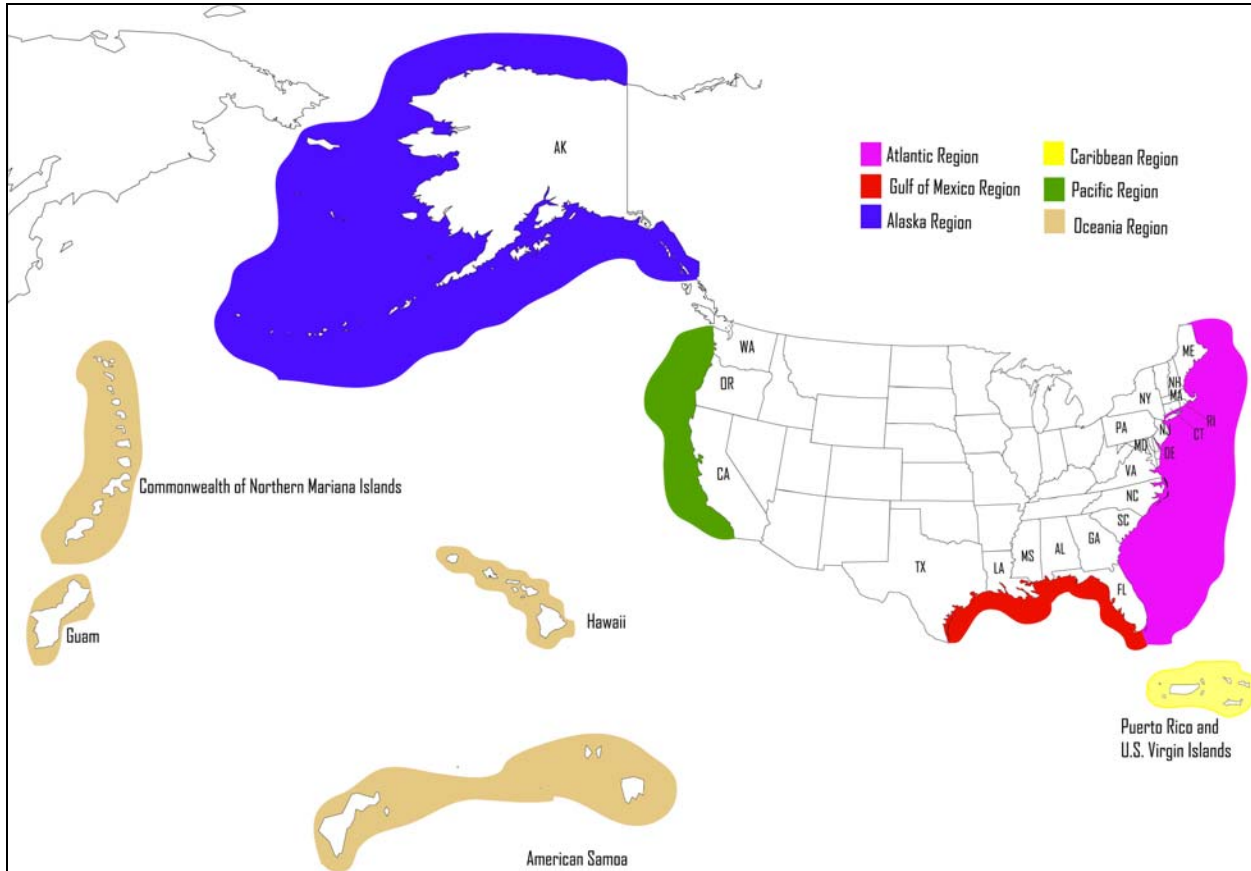 AK
Atlantic Region
Caribbean Region
Gulf of Mexico Region
Pacific Region
Alaska Region
Oceania Region
WA
ME
OR
NH
MA
NY
RI
PA
NJ
CT
MD
DE
CA
VA
Commonwealth of Northern Mariana Islands
NC
SC
GA
MS
AL
LA
TX
FL
Guam
Hawaii
Puerto Rico and
U.S. Virgin Islands
American Samoa